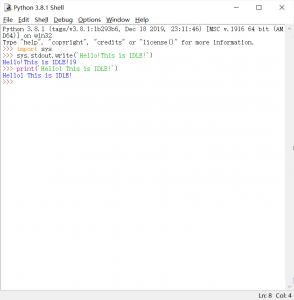 Python 3.8.1 Shell
File Edit Shell Debug Options Window Help
Python 3.8.1 (tags/v3.8.1:1b293b6, Dec 18 2019, 23:11:46) [MSC v.1916 64 bit (AM
D64)] on win32
Type "help", "copyright", "credits" or "license()" for more information.
>>> import sys
>>> sys.stdout.write('Hello!This is IDLE!')
Hello!This is IDLE!19
>>> print('Hello! This is IDLE!')
Hello! This is IDLE!
>>>
Ln: 8 Col: 4